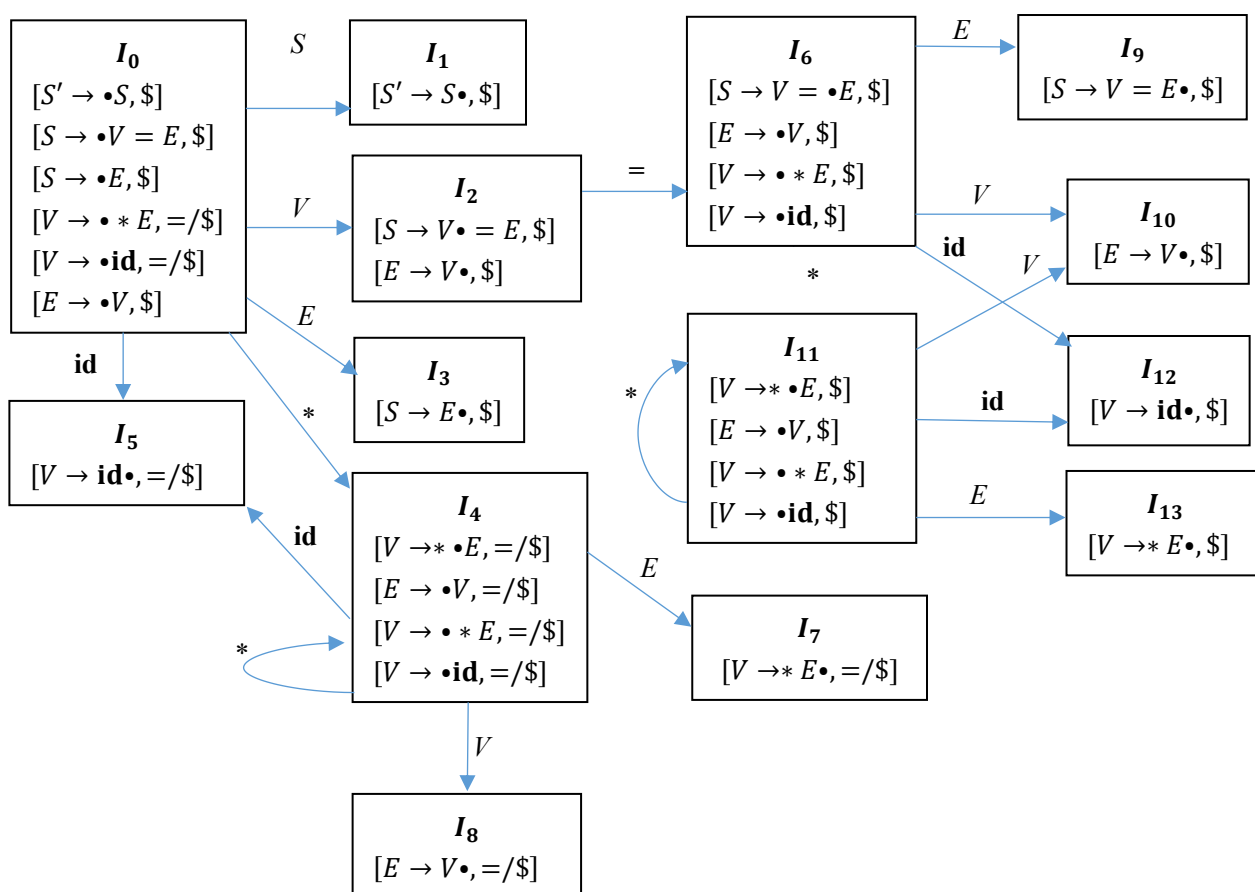 I₀
[S′ → •S, $]
[S → •V = E, $]
[S → •E, $]
[V → • * E, =/$]
[V → •id, =/$]
[E → •V, $]
S
I₁
[S′ → S•, $]
V
I₂
[S → V• = E, $]
[E → V•, $]
E
I₃
[S → E•, $]
id
*
I₅
[V → id•, =/$]
id
I₄
[V →* •E, =/$]
[E → •V, =/$]
[V → • * E, =/$]
[V → •id, =/$]
*
E
I₇
[V →* E•, =/$]
V
I₈
[E → V•, =/$]
=
I₆
[S → V = •E, $]
[E → •V, $]
[V → • * E, $]
[V → •id, $]
E
I₉
[S → V = E•, $]
V
id
*
I₁₀
[E → V•, $]
V
I₁₁
[V →* •E, $]
[E → •V, $]
[V → • * E, $]
[V → •id, $]
*
id
I₁₂
[V → id•, $]
E
I₁₃
[V →* E•, $]